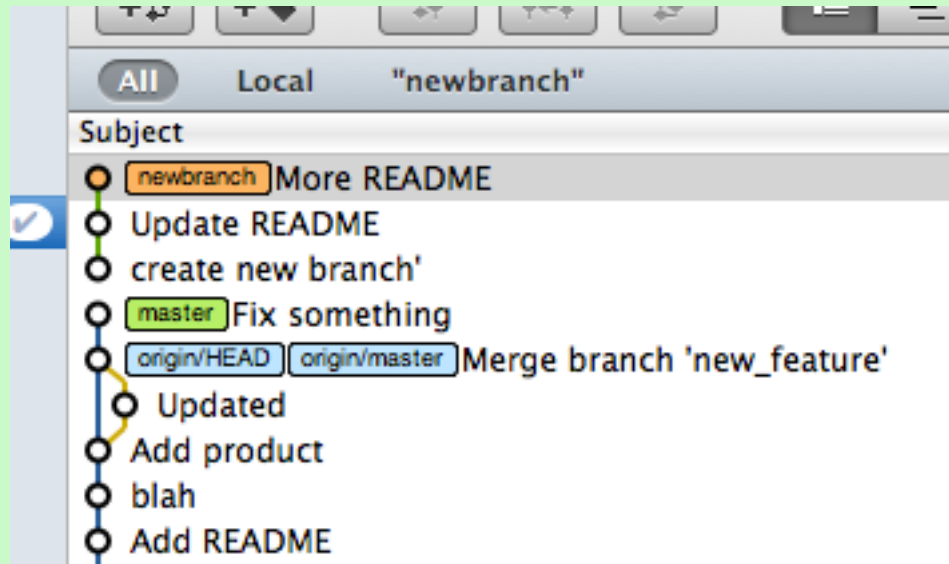 All Local "newbranch"
Subject
newbranch More README
Update README
create new branch'
master Fix something
origin/HEAD origin/master Merge branch 'new_feature'
Updated
Add product
blah
Add README